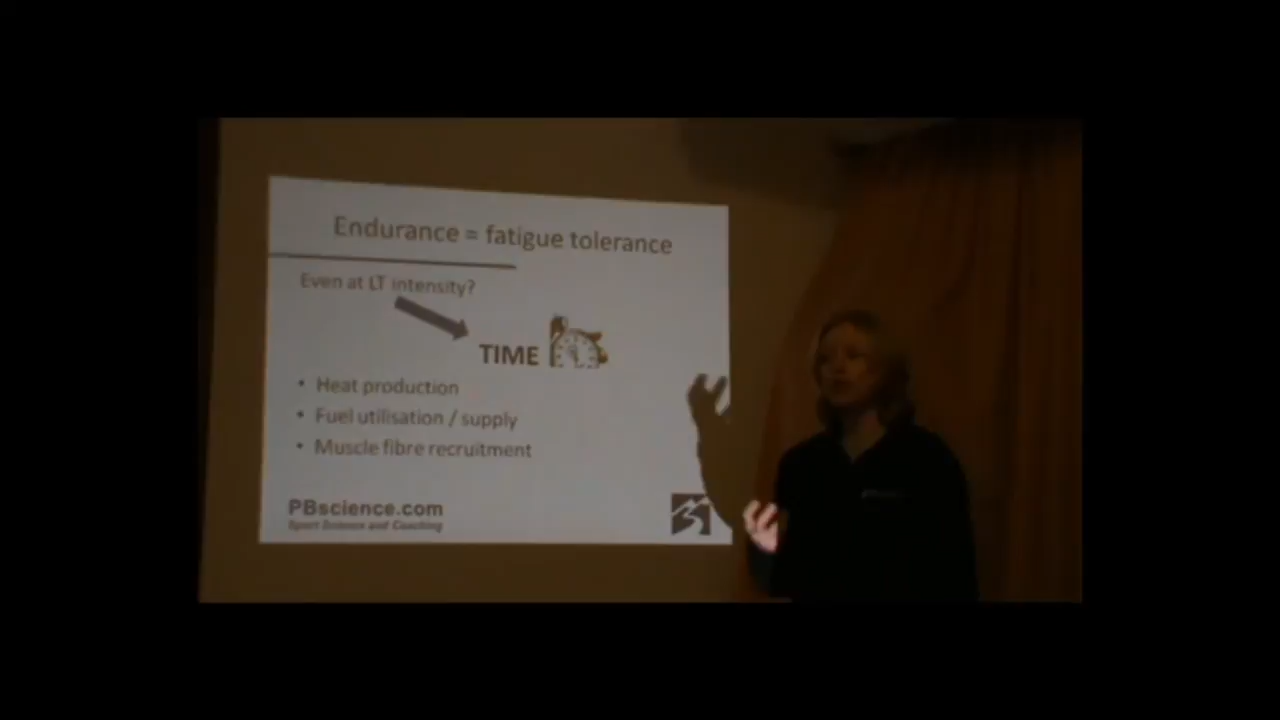 Endurance = fatigue tolerance
Even at LT intensity?
TIME
• Heat production
• Fuel utilisation / supply
• Muscle fibre recruitment
PBscience.com
Sport Science and Coaching